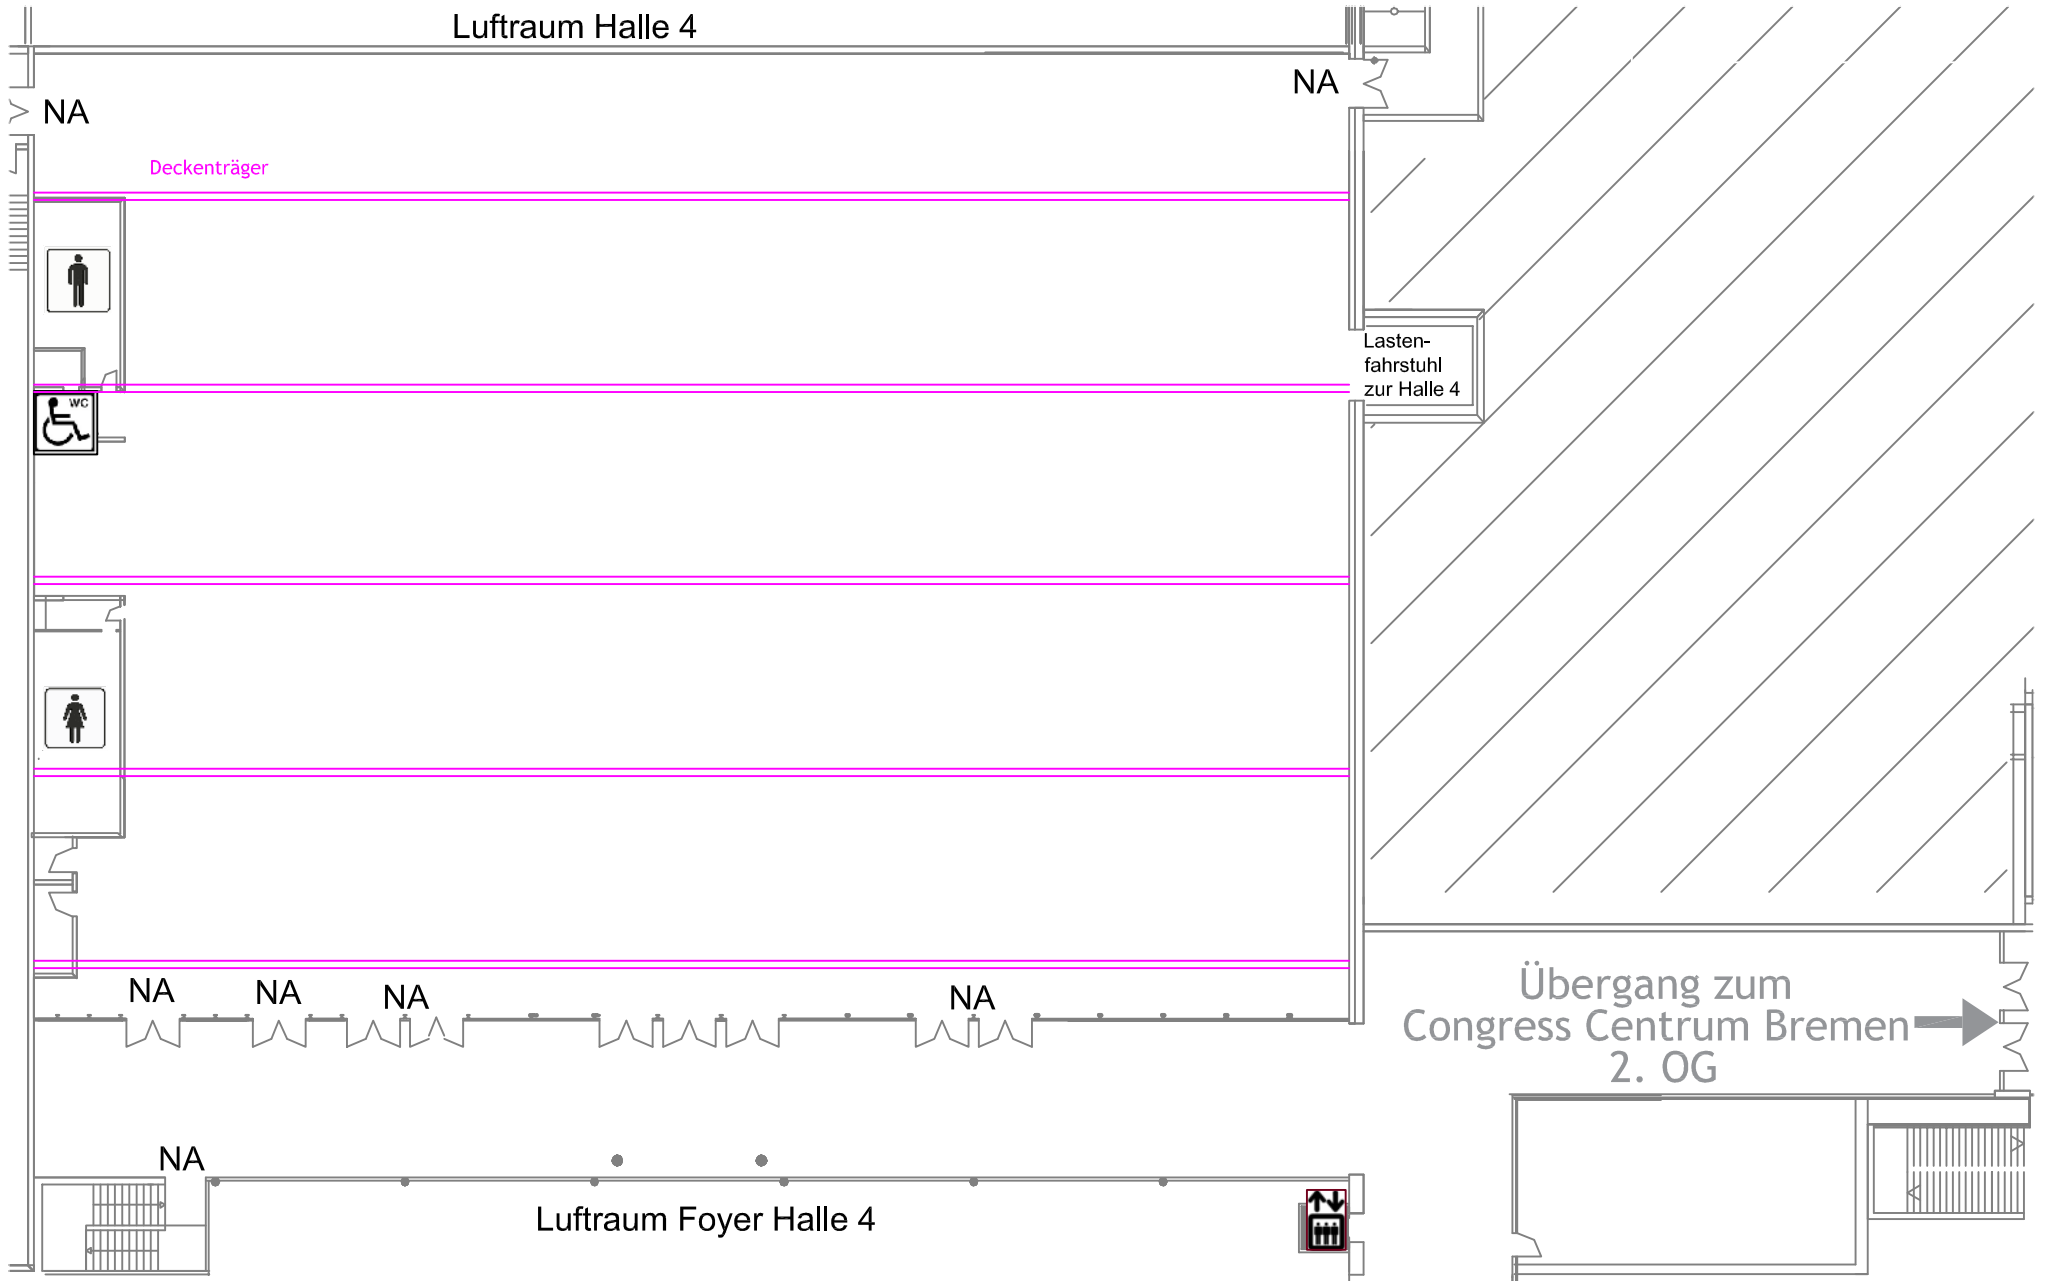 Luftraum Halle 4
NA
NA
Deckenträger
Lasten-
fahrstuhl
zur Halle 4
WC
NA
NA
NA
NA
Übergang zum
Congress Centrum Bremen
2. OG
NA
Luftraum Foyer Halle 4